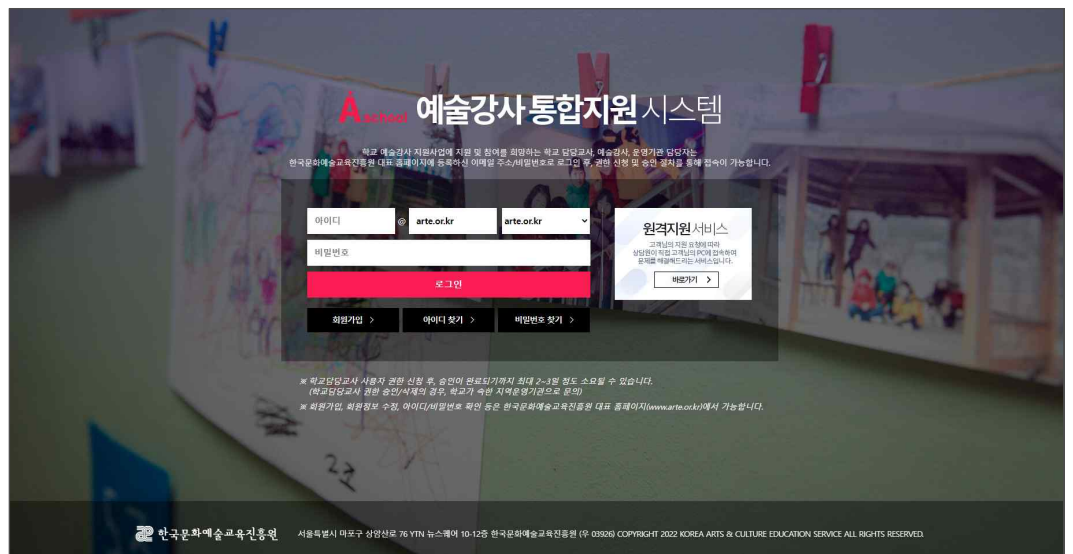 Aschool 예술강사통합지원 시스템
학교 예술강사 지원사업에 지원 및 참여를 희망하는 학교 담당교사, 예술강사, 운영기관 담당자는
한국문화예술교육진흥원 대표 홈페이지에 등록하신 이메일 주소/비밀번호로 로그인 후, 권한 신청 및 승인 절차를 통해 접속이 가능합니다.
아이디 @ arte.or.kr arte.or.kr
비밀번호
로그인
회원가입 > 아이디 찾기 > 비밀번호 찾기 >
원격지원 서비스
고객님의 지원 요청에 따라
상담원이 직접 고객님의 PC에 접속하여
문제를 해결해드리는 서비스입니다.
바로가기 >
※ 학교담당교사 사용자 권한 신청 후, 승인이 완료되기까지 최대 2~3일 정도 소요될 수 있습니다.
(학교담당교사 권한 승인/삭제의 경우, 학교가 속한 지역운영기관으로 문의)
※ 회원가입, 회원정보 수정, 아이디/비밀번호 확인 등은 한국문화예술교육진흥원 대표 홈페이지(www.arte.or.kr)에서 가능합니다.
2조
한국문화예술교육진흥원 서울특별시 마포구 상암산로 76 YTN 뉴스퀘어 10-12층 한국문화예술교육진흥원 (우 03926) COPYRIGHT 2022 KOREA ARTS & CULTURE EDUCATION SERVICE ALL RIGHTS RESERVED.